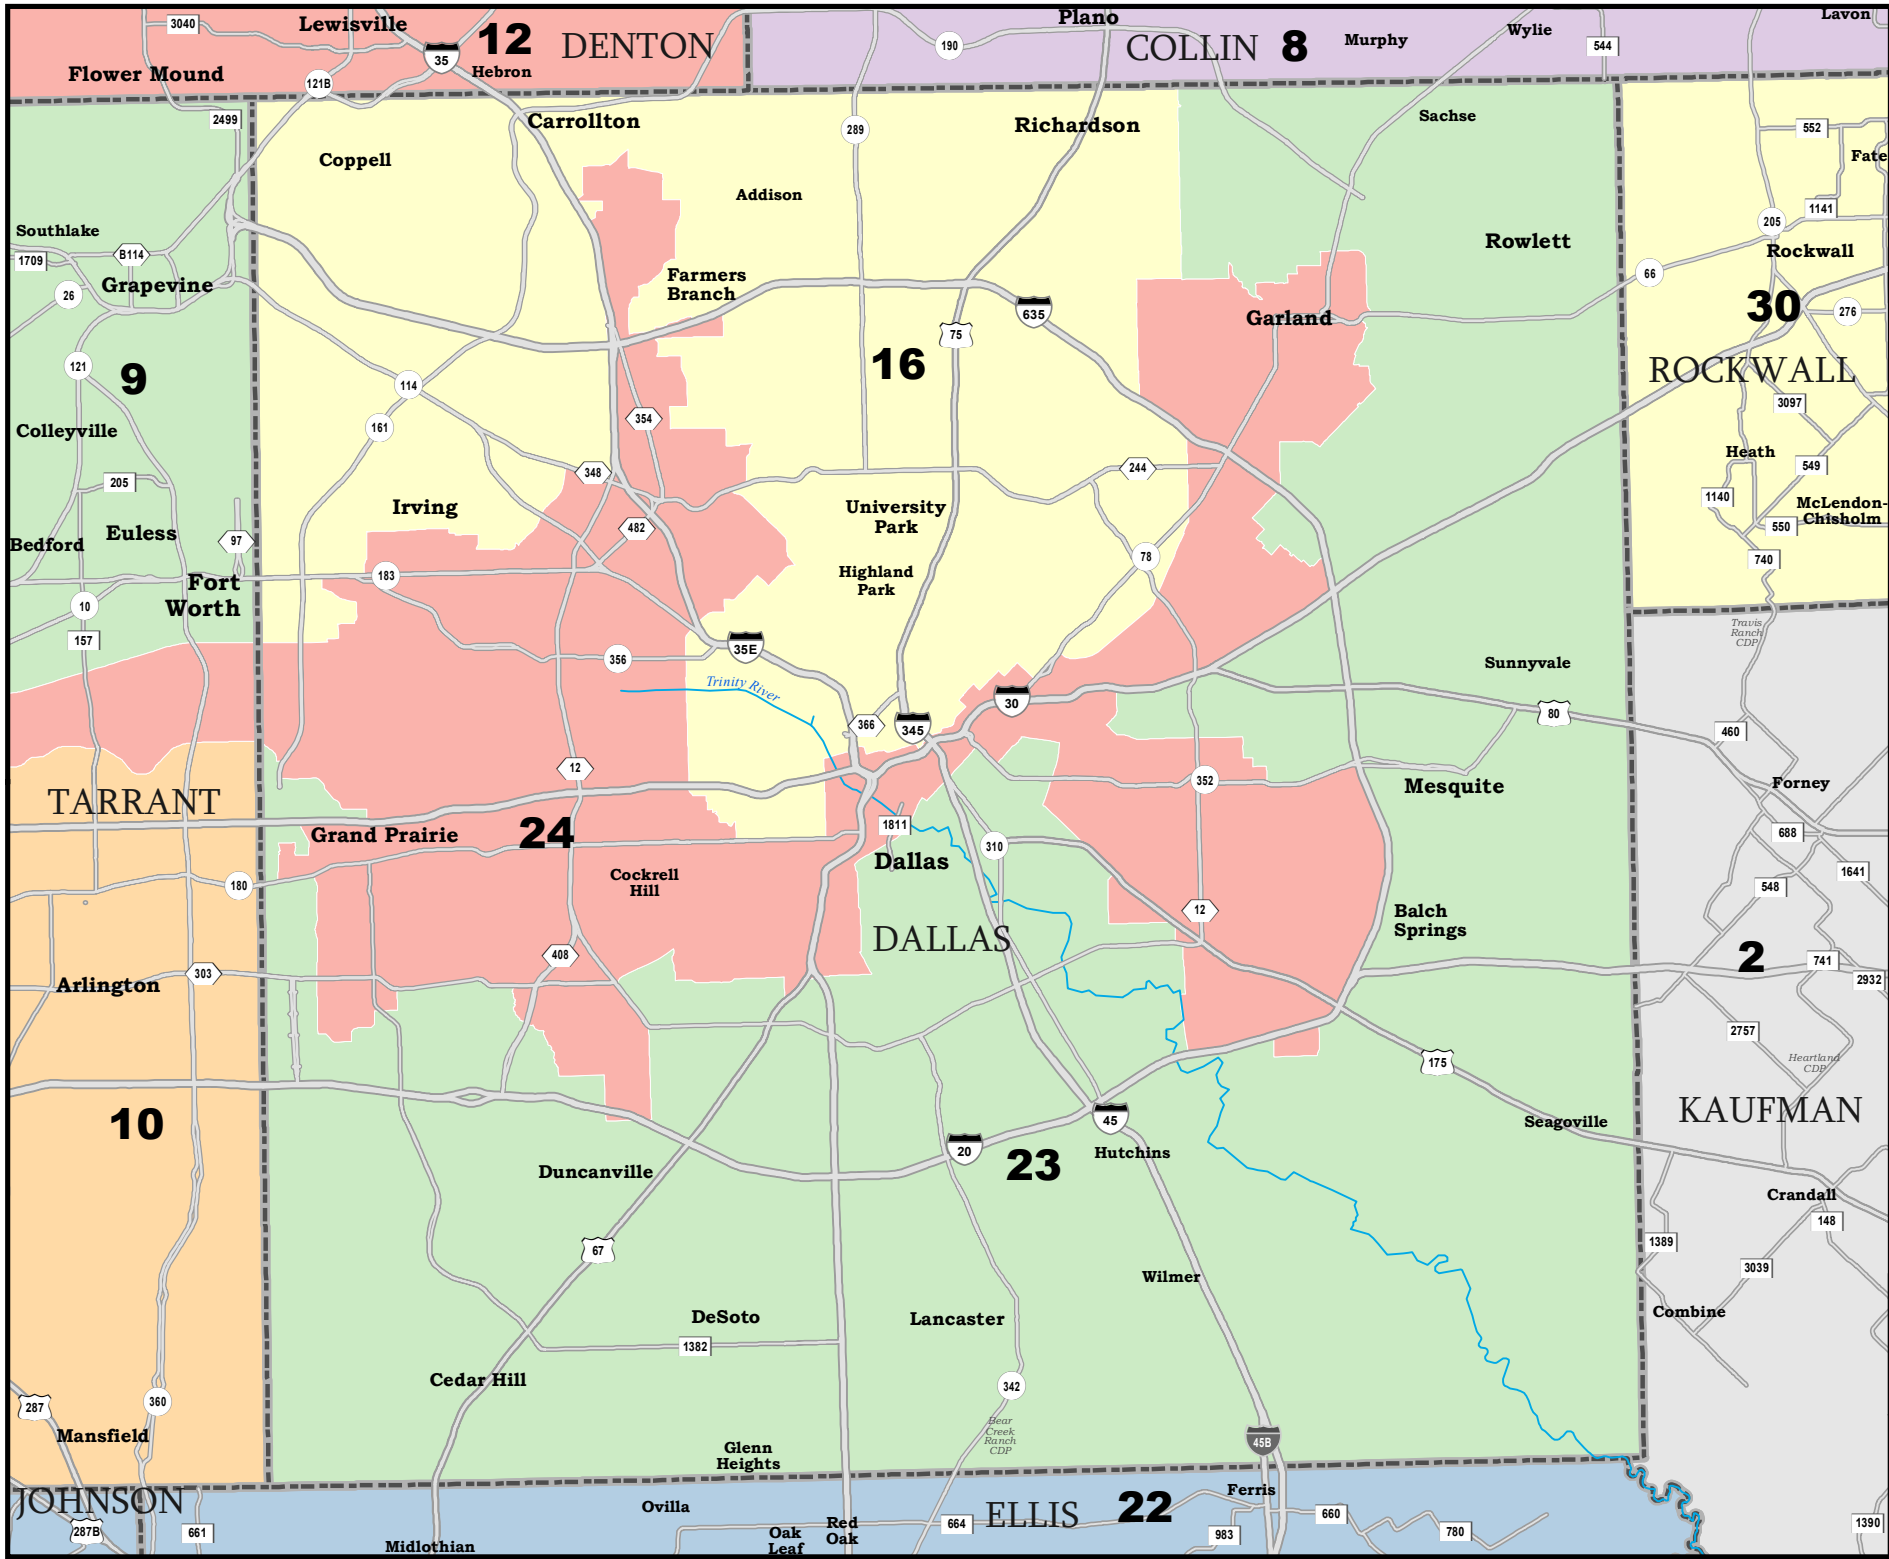 Lewisville
3040
12
DENTON
Plano
COLLIN
8
Murphy
Wylie
Lavon
544
190
35
Hebron
Flower Mound
121B
2499
Carrollton
289
Richardson
Sachse
552
Fate
Coppell
Addison
1141
205
Southlake
B114
1709
Grapevine
26
Rowlett
Rockwall
66
Farmers
Branch
635
75
Garland
30
276
121
9
114
16
ROCKWALL
161
354
3097
Colleyville
Heath
549
205
348
244
1140
Irving
University
Park
McLendon-
Chisholm
550
Bedford
Euless
97
482
78
740
Fort
Worth
183
Highland
Park
10
157
356
35E
Travis
Ranch
CDP
Sunnyvale
Trinity River
366
345
30
80
460
12
352
TARRANT
Mesquite
Forney
Grand Prairie
24
1811
310
688
Dallas
180
Cockrell
Hill
548
1641
12
Balch
Springs
DALLAS
408
303
Arlington
2
741
2932
2757
Heartland
CDP
175
10
45
20
23
Hutchins
Seagoville
KAUFMAN
Duncanville
Crandall
148
67
1389
3039
Wilmer
DeSoto
Lancaster
Combine
1382
Cedar Hill
342
287
360
Mansfield
Bear
Creek
Ranch
CDP
45B
Glenn
Heights
JOHNSON
287B
661
Ovilla
Midlothian
Oak
Leaf
Red
Oak
664
ELLIS
22
Ferris
983
660
780
1390